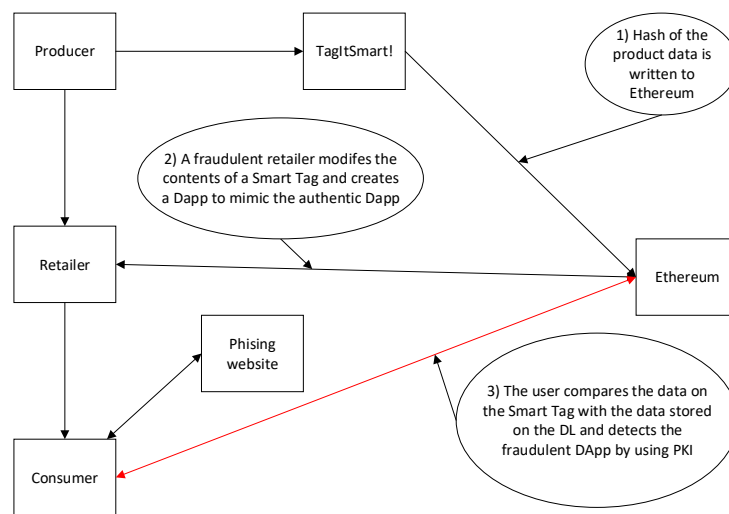 Producer
TagItSmart!
1) Hash of the
product data is
written to
Ethereum
2) A fraudulent retailer modifes the
contents of a Smart Tag and creates
a Dapp to mimic the authentic Dapp
Retailer
Ethereum
Phising
website
3) The user compares the data on
the Smart Tag with the data stored
on the DL and detects the
fraudulent DApp by using PKI
Consumer